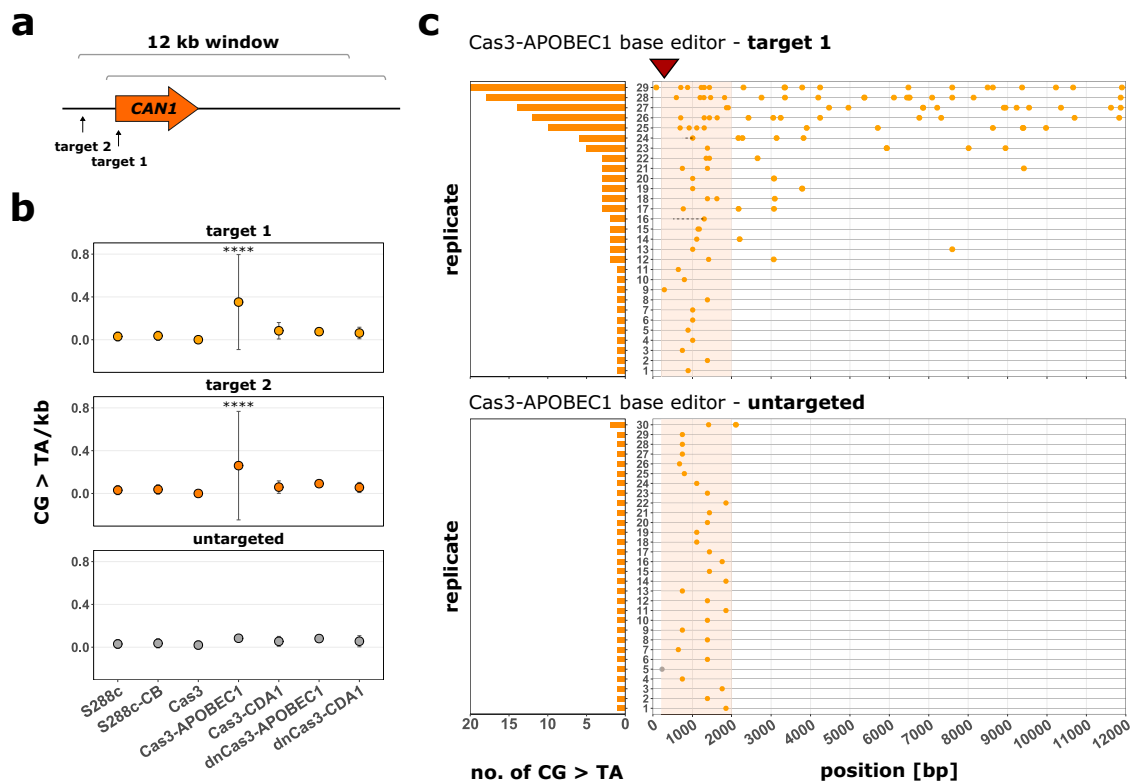 a
12 kb window
CAN1
target 2
target 1
b
target 1
****
0.8
0.4
0.0
target 2
****
0.8
0.4
0.0
untargeted
0.8
0.4
0.0
CG > TA/kb
S288c
S288c-CB
Cas3
Cas3-APOBEC1
Cas3-CDA1
dnCas3-APOBEC1
dnCas3-CDA1
c
Cas3-APOBEC1 base editor - target 1
replicate
29
28
27
26
25
24
23
22
21
20
19
18
17
16
15
14
13
12
11
10
9
8
7
6
5
4
3
2
1
Cas3-APOBEC1 base editor - untargeted
replicate
30
29
28
27
26
25
24
23
22
21
20
19
18
17
16
15
14
13
12
11
10
9
8
7
6
5
4
3
2
1
20 15 10 5 0
0 1000 2000 3000 4000 5000 6000 7000 8000 9000 10000 11000 12000
no. of CG > TA
position [bp]